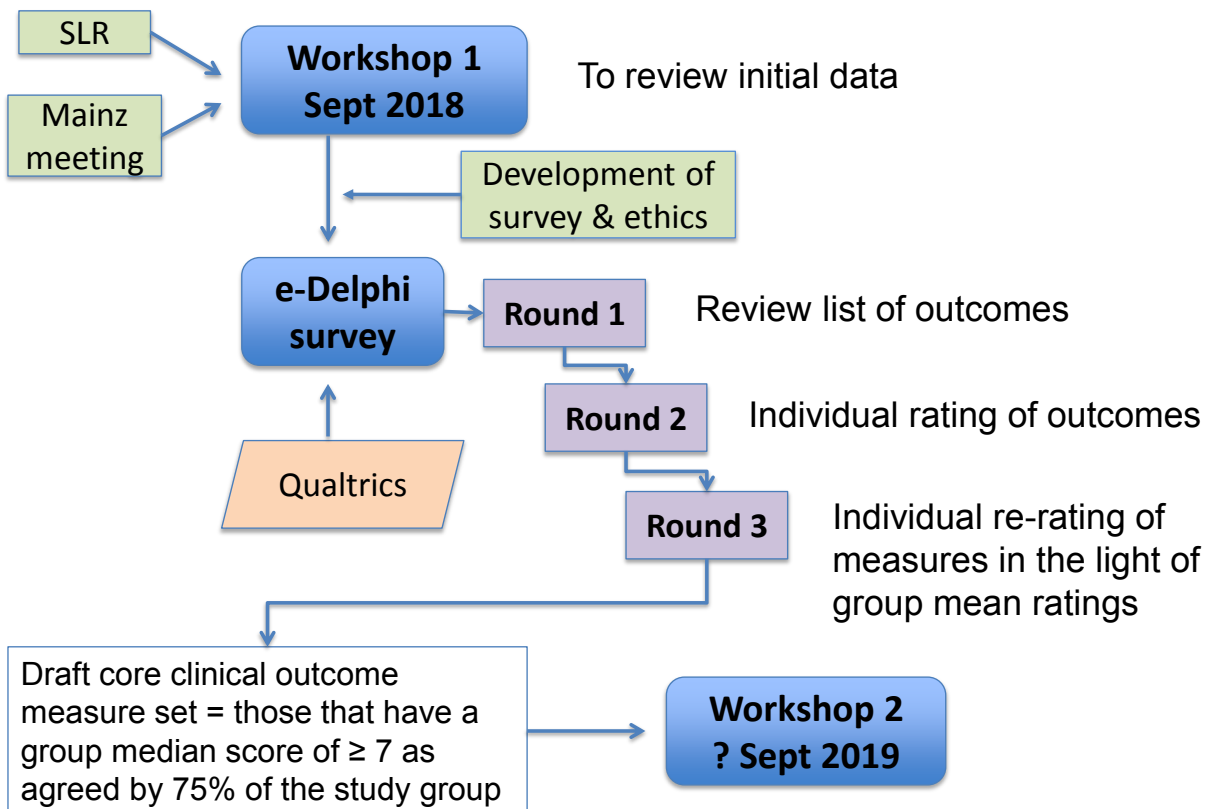 SLR
Mainz
meeting
Workshop 1
Sept 2018
To review initial data
Development of
survey & ethics
e-Delphi
survey
Round 1
Review list of outcomes
Round 2
Individual rating of outcomes
Qualtrics
Round 3
Individual re-rating of
measures in the light of
group mean ratings
Draft core clinical outcome
measure set = those that have a
group median score of ≥ 7 as
agreed by 75% of the study group
Workshop 2
? Sept 2019